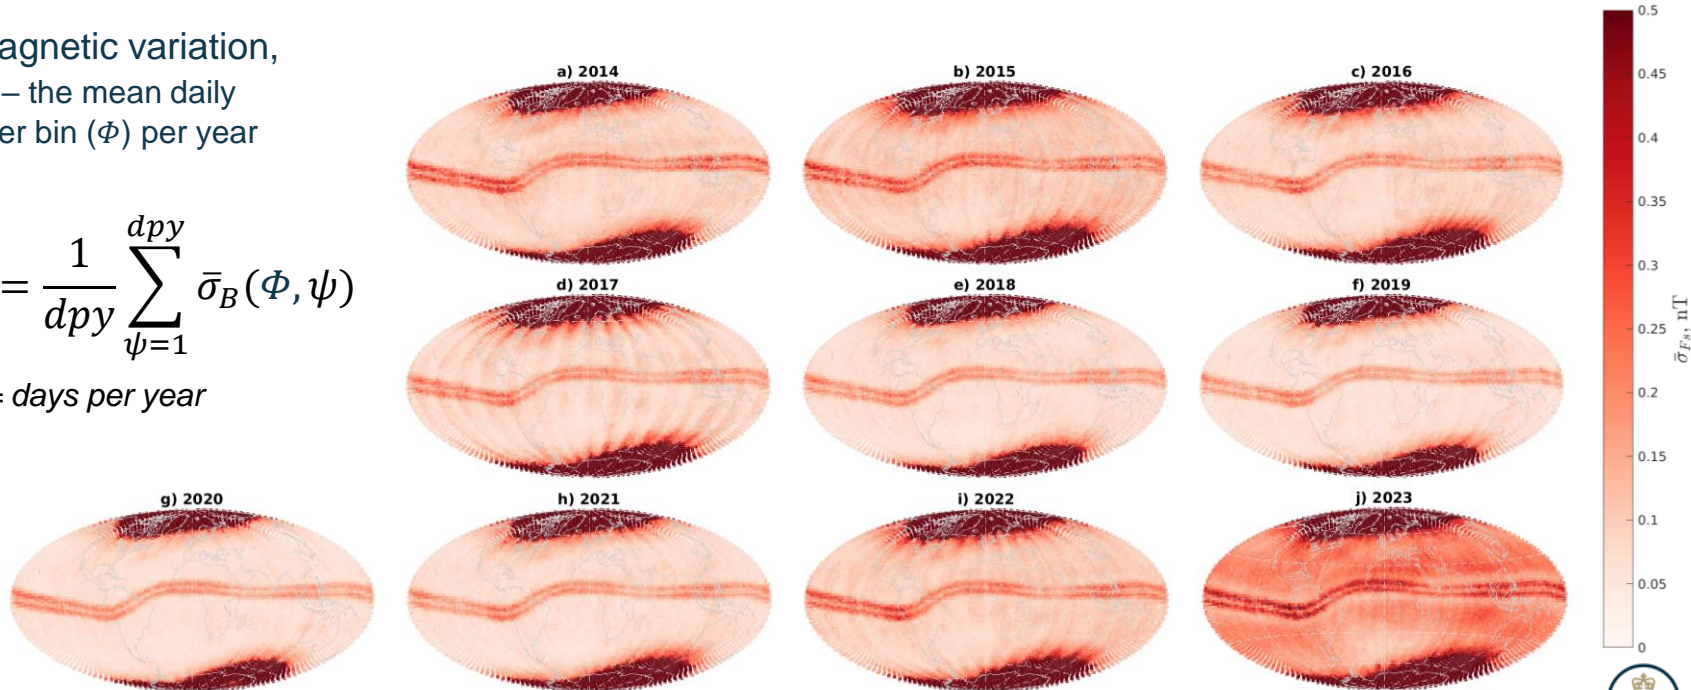 agnetic variation,
– the mean daily
er bin (Φ) per year
= 1/dpy ∑_{ψ=1}^{dpy} σ̄_B(Φ, ψ)
= days per year
a) 2014
b) 2015
c) 2016
d) 2017
e) 2018
f) 2019
g) 2020
h) 2021
i) 2022
j) 2023
0.5
0.45
0.4
0.35
0.3
0.25
0.2
0.15
0.1
0.05
0
σ̄_{Fs}, nT